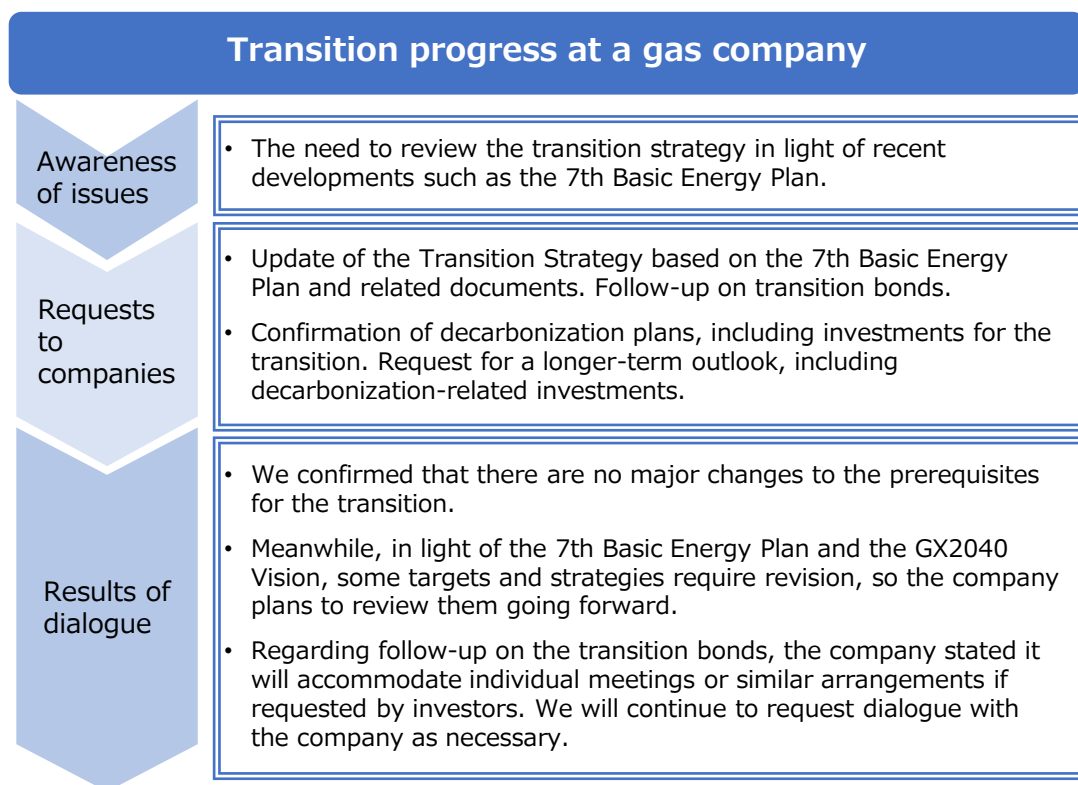 Transition progress at a gas company
Awareness
of issues
• The need to review the transition strategy in light of recent
developments such as the 7th Basic Energy Plan.
Requests
to
companies
• Update of the Transition Strategy based on the 7th Basic Energy
Plan and related documents. Follow-up on transition bonds.
• Confirmation of decarbonization plans, including investments for the
transition. Request for a longer-term outlook, including
decarbonization-related investments.
Results of
dialogue
• We confirmed that there are no major changes to the prerequisites
for the transition.
• Meanwhile, in light of the 7th Basic Energy Plan and the GX2040
Vision, some targets and strategies require revision, so the company
plans to review them going forward.
• Regarding follow-up on the transition bonds, the company stated it
will accommodate individual meetings or similar arrangements if
requested by investors. We will continue to request dialogue with
the company as necessary.